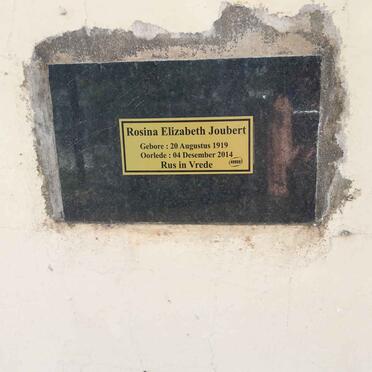 Rosina Elizabeth Joubert
Gebore : 20 Augustus 1919
Oorlede : 04 Desember 2014
Rus in Vrede